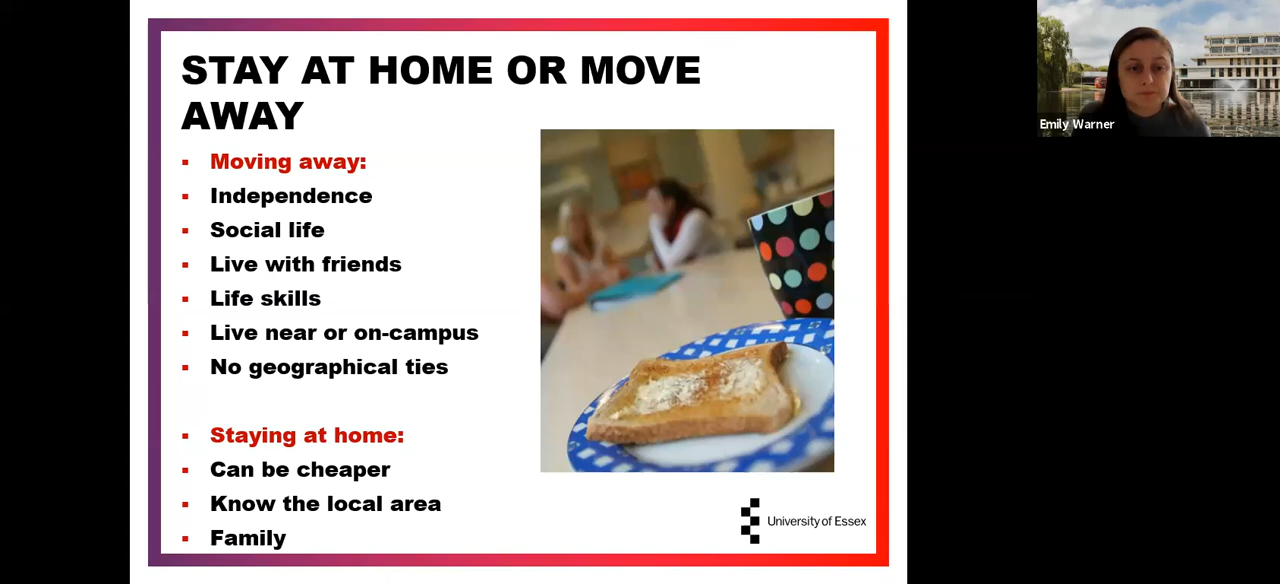 STAY AT HOME OR MOVE
AWAY
Moving away:
Independence
Social life
Live with friends
Life skills
Live near or on-campus
No geographical ties
Staying at home:
Can be cheaper
Know the local area
Family
University of Essex
Emily Warner